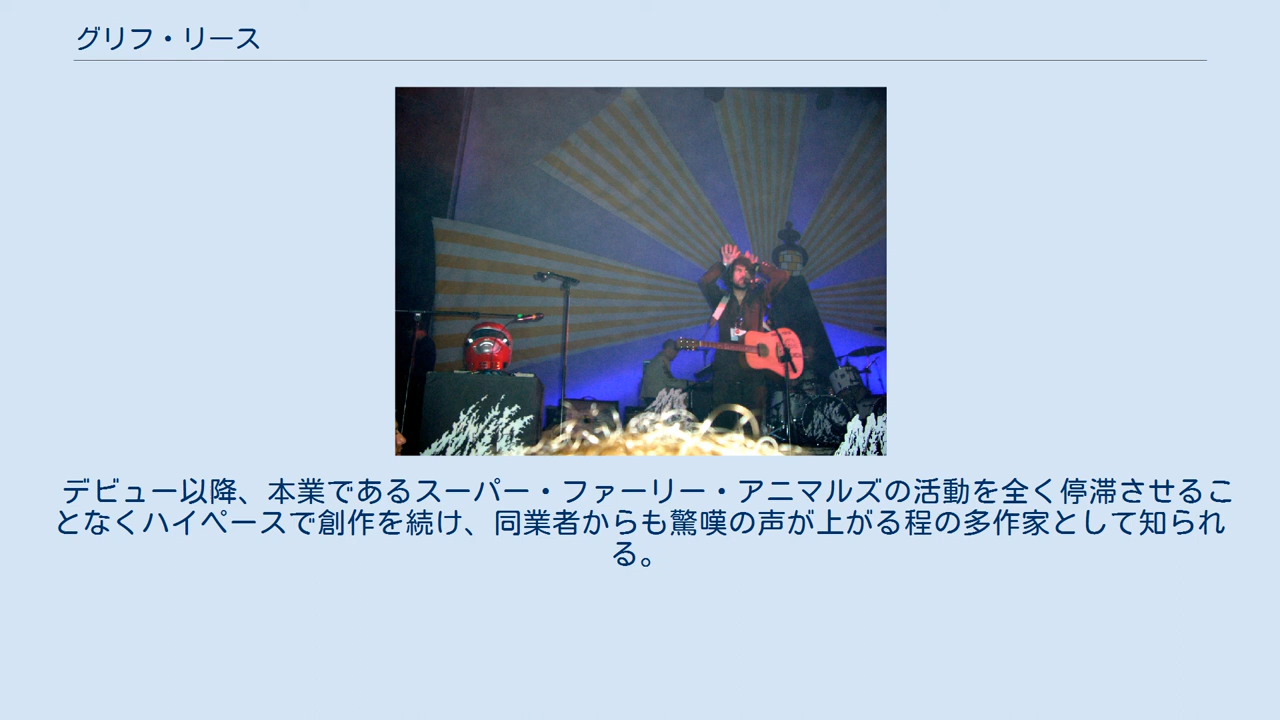 グリフ・リース
デビュー以降、本業であるスーパー・ファーリー・アニマルズの活動を全く停滞させるこ
となくハイペースで創作を続け、同業者からも驚嘆の声が上がる程の多作家として知られ
る。